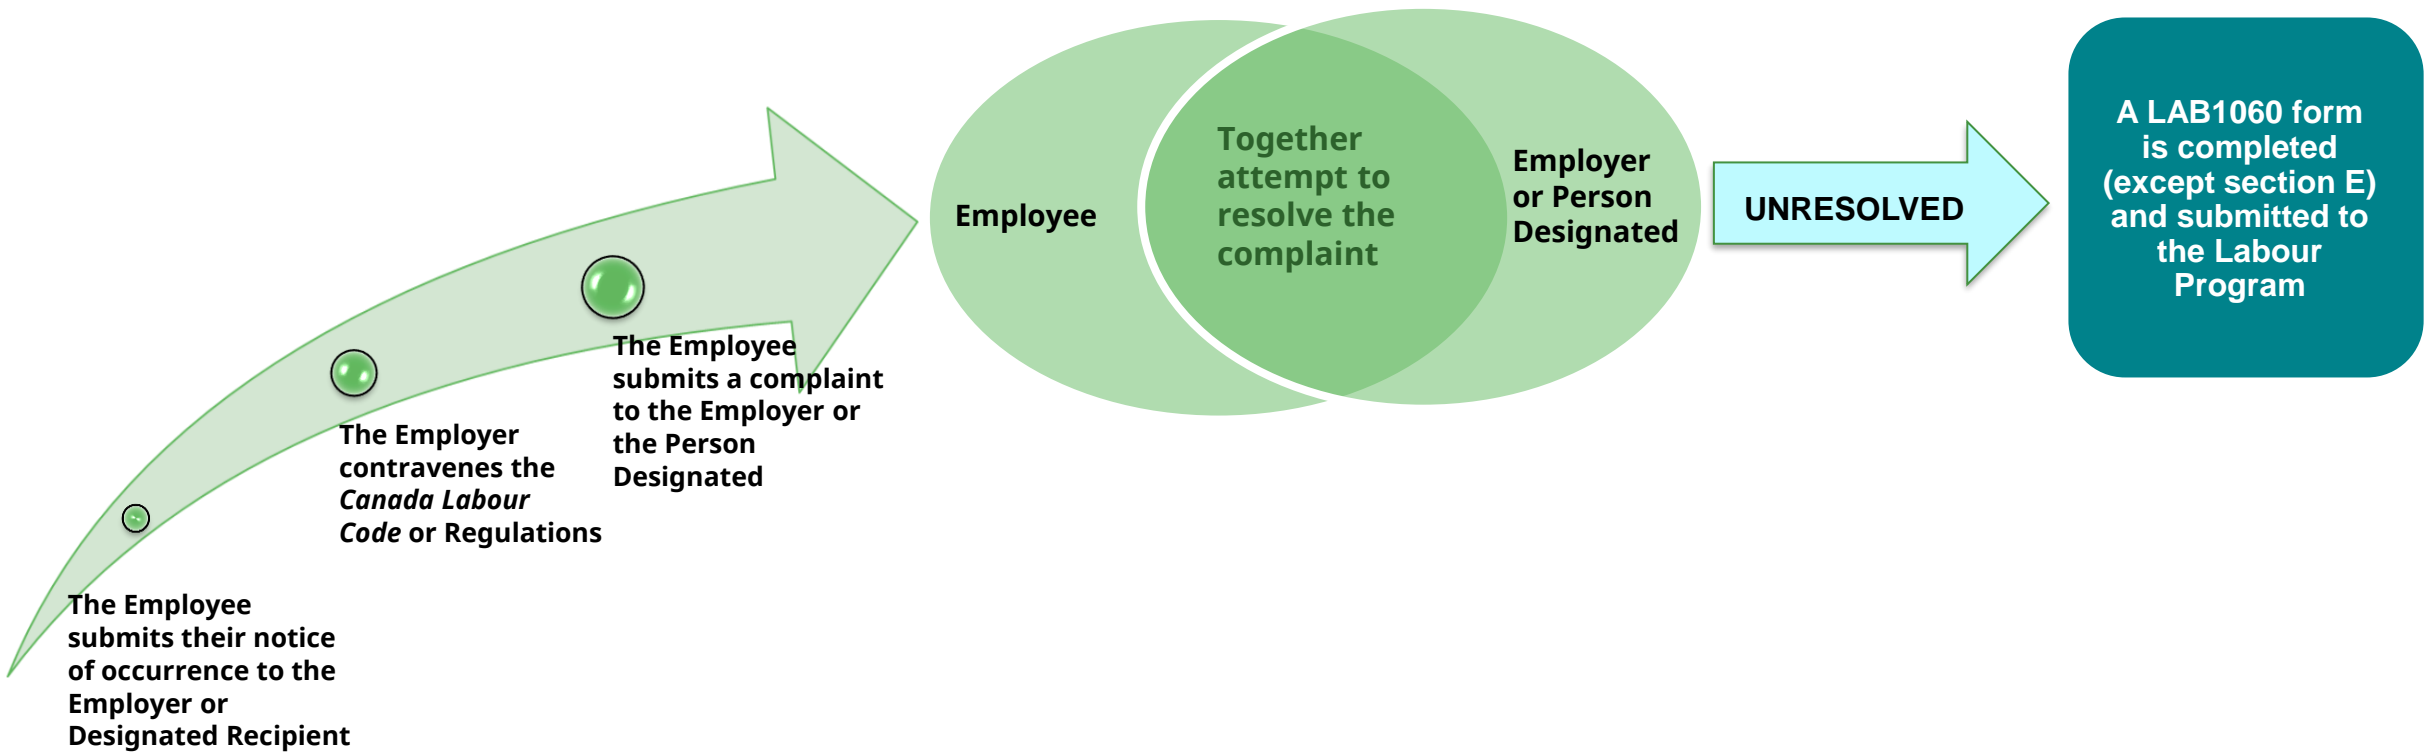 The Employee
submits their notice
of occurrence to the
Employer or
Designated Recipient
The Employer
contravenes the
Canada Labour
Code or Regulations
The Employee
submits a complaint
to the Employer or
the Person
Designated
Employee
Together
attempt to
resolve the
complaint
Employer
or Person
Designated
UNRESOLVED
A LAB1060 form
is completed
(except section E)
and submitted to
the Labour
Program